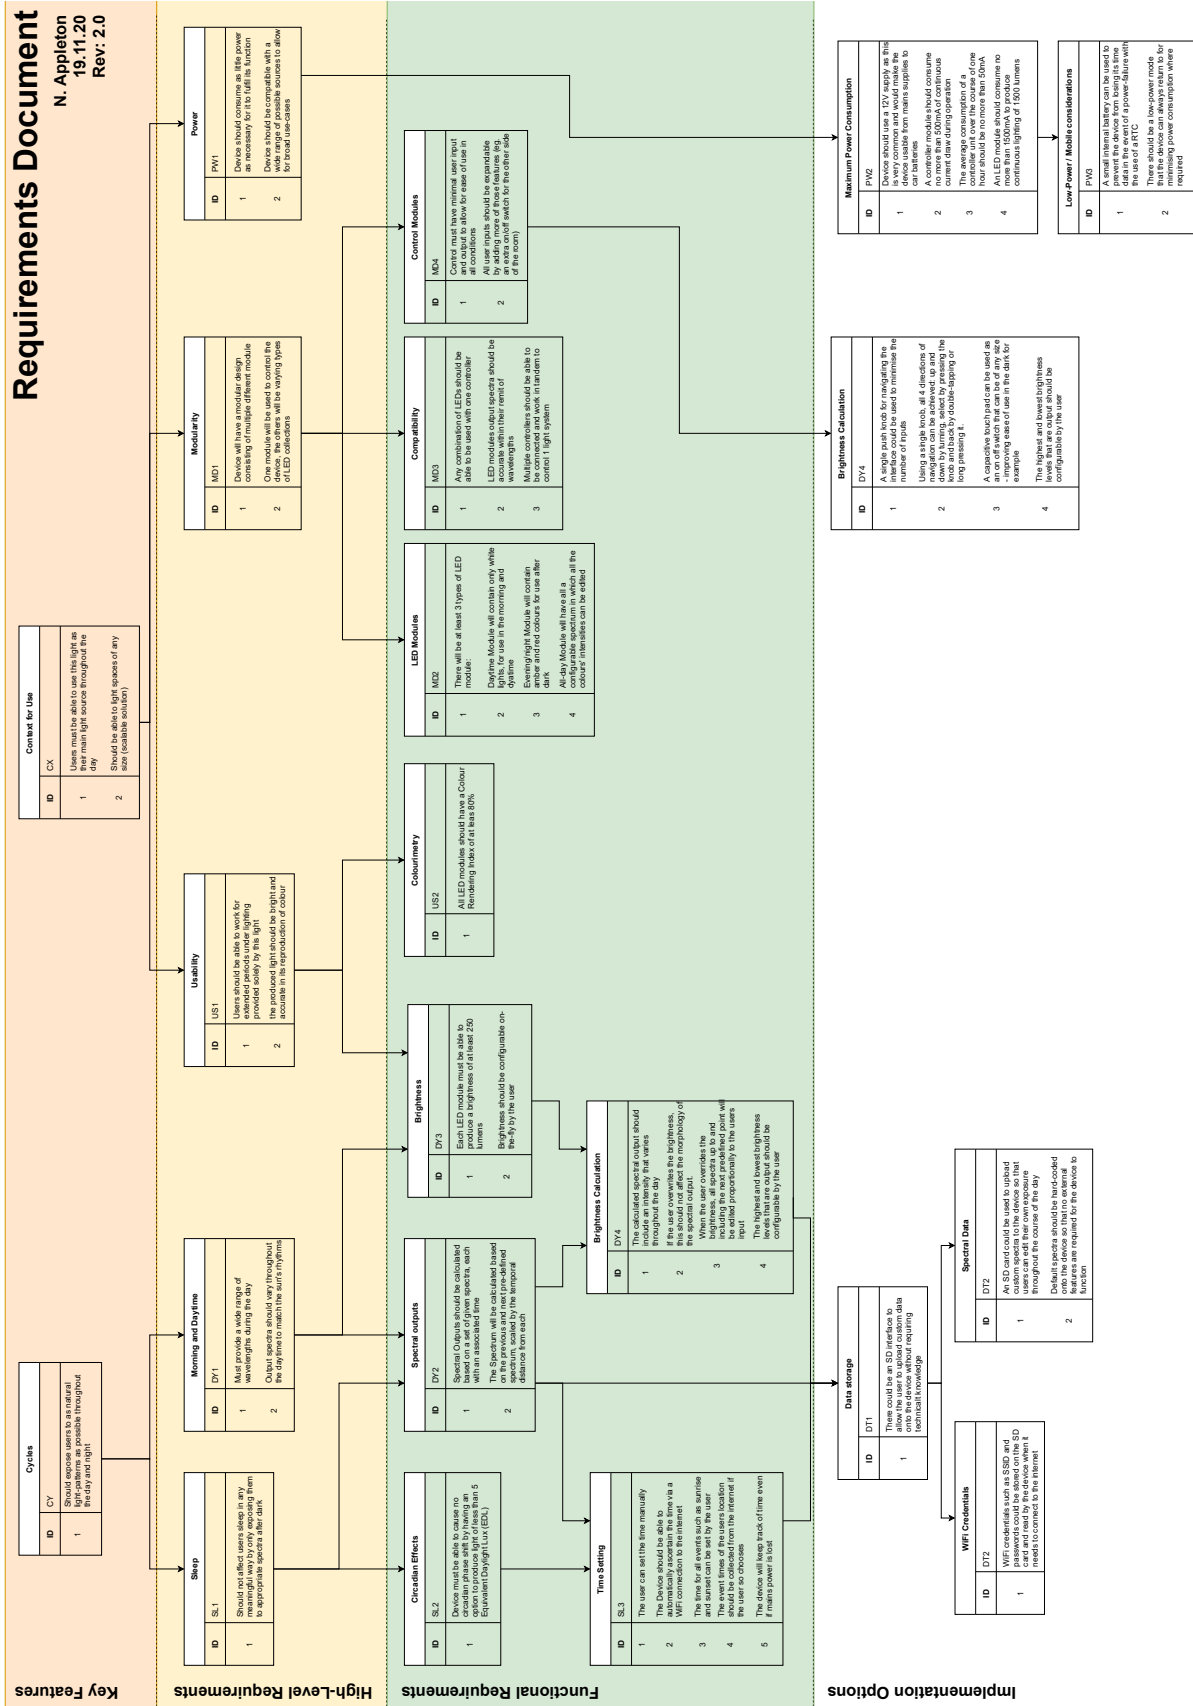 Requirements Document
N. Appleton
19.11.20
Rev: 2.0
Key Features
Cycles
ID CY
1 Should expose users to as natural
light-patterns as possible throughout
the day and night
Context for Use
ID CX
1 Users must be able to use this light as
their main light source throughout the
day
2 Should be able to light spaces of any
size (scalable solution)
High-Level Requirements
Sleep
ID SL1
1 Should not affect users sleep in any
meaningful way by only exposing them
to appropriate spectra after dark
Morning and Daytime
ID DY1
1 Must provide a wide range of
wavelengths during the day
2 Output spectra should vary throughout
the daytime to match the sun's rhythms
Usability
ID US1
1 Users should be able to work for
extended periods under lighting
provided solely by this light
2 the produced light should be bright and
accurate in its reproduction of colour
Modularity
ID MD1
1 Device will have a modular design
consisting of multiple different module
2 One module will be used to control the
device, the others will be varying types
of LED collections
Power
ID PW1
1 Device should consume as little power
as necessary for it to fulfil its function
2 Device should be compatible with a
wide range of possible sources to allow
for broad use-cases
Functional Requirements
Circadian Effects
ID SL2
1 Device must be able to cause no
circadian phase shift by having an
option to produce light of less than 5
Equivalent Daylight Lux (EDL)
Spectral outputs
ID DY2
1 Spectral Outputs should be calculated
based on a set of given spectra, each
with an associated time
2 The Spectrum will be calculated based
on the previous and next pre-defined
spectrum, scaled by the temporal
distance from each
Brightness
ID DY3
1 Each LED module must be able to
produce a brightness of at least 250
lumens
2 Brightness should be configurable on-
the-fly by the user
Colourimetry
ID US2
1 All LED modules should have a Colour
Rendering Index of at leas 80%
LED Modules
ID MD2
1 There will be at least 3 types of LED
module:
2 Daytime Module will contain only white
lights, for use in the morning and
dyatime
3 Evening/night Module will contain
amber and red colours for use after
dark
4 All-day Module will have all a
configurable spectrum in which all the
colours' intensities can be edited
Compatibility
ID MD3
1 Any combination of LEDs should be
able to be used with one controller
2 LED modules output spectra should be
accurate within their remit of
wavelengths
3 Multiple controllers should be able to
be connected and work in tandem to
control 1 light system
Control Modules
ID MD4
1 Control must have minimal user input
and output to allow for ease of use in
all conditions
2 All user inputs should be expandable
by adding more of those features (eg.
an extra on/off switch for the other side
of the room)
Time Setting
ID SL3
1 The user can set the time manually
2 The Device should be able to
automatically ascertain the time via a
WiFi connection to the internet
3 The time for all events such as sunrise
and sunset can be set by the user
4 The event times of the users location
should be collected from the internet if
the user so chooses
5 The device will keep track of time even
if mains power is lost
Brightness Calculation
ID DY4
1 The calculated spectral output should
include an intensity that varies
throughout the day
2 If the user overwrites the brightness,
this should not affect the morphology of
the spectral output.
3 When the user overrides the
brightness, all spectra up to and
including the next predefined point will
be edited proportionally to the users
input
4 The highest and lowest brightness
levels that are output should be
configurable by the user
Implementation Options
Data storage
ID DT1
1 There could be an SD interface to
allow the user to upload custom data
onto the device without requiring
technicalt knowledge
Brightness Calculation
ID DY4
1 A single push knob for navigating the
interface could be used to minimise the
number of inputs
2 Using a single knob, all 4 directions of
navigation can be achieved: up and
down by turning, select by pressing the
knob and back by double-tapping or
long pressing it.
3 A capacitive touch pad can be used as
an on off switch that can be of any size
- improving ease of use in the dark for
example
4 The highest and lowest brightness
levels that are output should be
configurable by the user
Maximum Power Consumption
ID PW2
1 Device should use a 12V supply as this
is very common and would make the
device usable from mains supplies to
car batteries
2 A controller module should consume
no more than 500mA of continuous
current draw during operation
3 The average consumption of a
controller unit over the course of one
hour should be no more than 50mA
4 An LED module should consume no
more than 1500mA to produce
continuous lighting of 1500 lumens
WiFi Credentials
ID DT2
1 WiFi credentials such as SSID and
passwords could be stored on the SD
card and read by the device when it
needs to connect to the internet
Spectral Data
ID DT2
1 An SD card could be used to upload
custom spectra to the device so that
users can edit their own exposure
throughout the course of the day
2 Default spectra should be hard-coded
onto the device so that no external
features are required for the device to
function
Low-Power / Mobile considerations
ID PW3
1 A small internal battery can be used to
prevent the device from losing its time
data in the event of a power-failure with
the use of a RTC
2 There should be a low-power mode
that the device can always return to for
minimising power consumption where
required